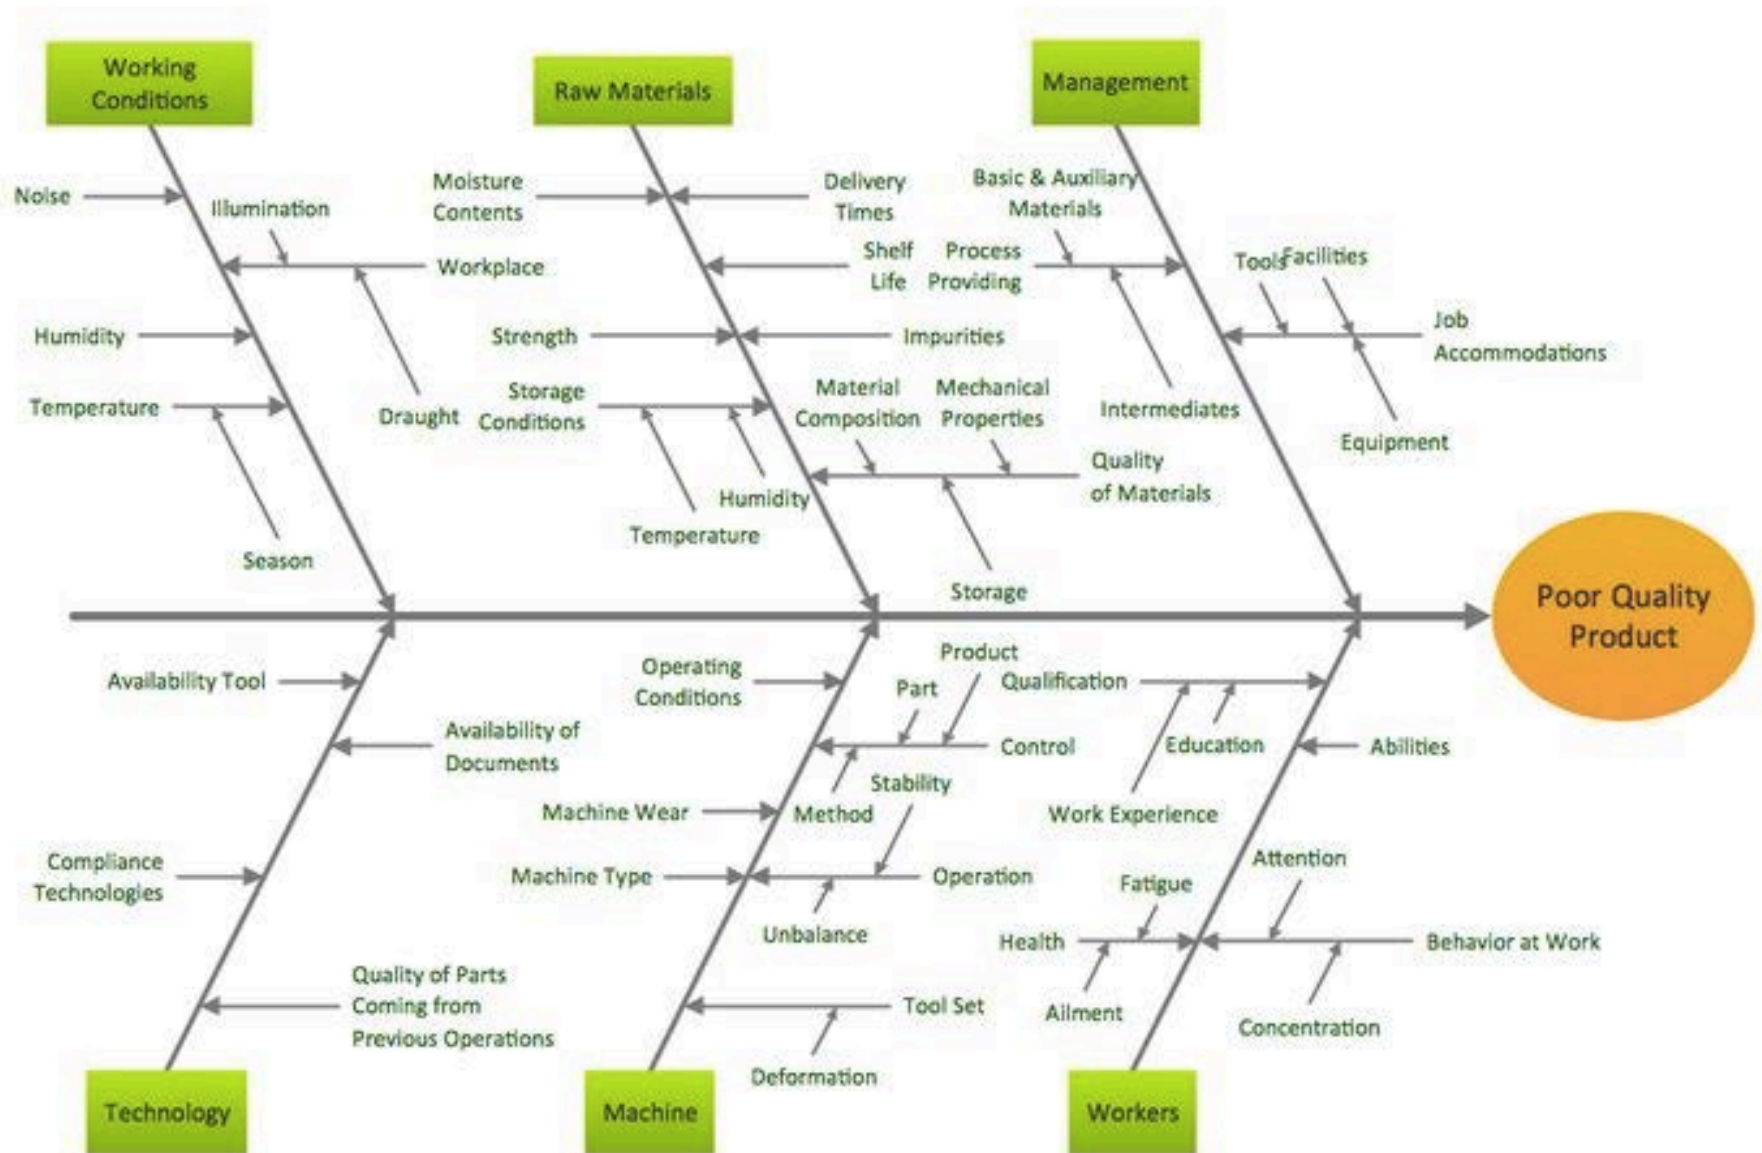 Working
Conditions
Raw Materials
Management
Noise
Illumination
Workplace
Humidity
Temperature
Draught
Season
Moisture
Contents
Delivery
Times
Shelf
Life
Strength
Impurities
Storage
Conditions
Humidity
Temperature
Material
Composition
Mechanical
Properties
Quality
of Materials
Storage
Basic & Auxiliary
Materials
Process
Providing
Intermediates
Tools
Facilities
Job
Accommodations
Equipment
Poor Quality
Product
Availability Tool
Availability of
Documents
Compliance
Technologies
Quality of Parts
Coming from
Previous Operations
Technology
Operating
Conditions
Product
Part
Control
Method
Stability
Machine Wear
Machine Type
Operation
Unbalance
Tool Set
Deformation
Machine
Qualification
Education
Work Experience
Abilities
Attention
Fatigue
Health
Behavior at Work
Ailment
Concentration
Workers